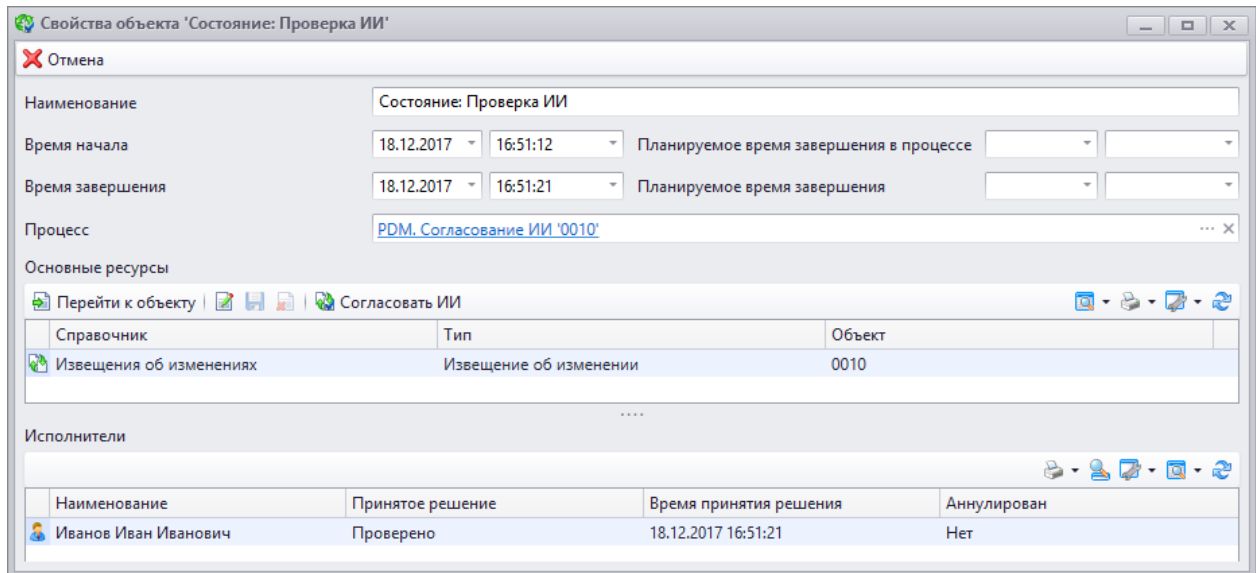 Свойства объекта 'Состояние: Проверка ИИ'
Отмена
Наименование Состояние: Проверка ИИ
Время начала 18.12.2017 16:51:12 Планируемое время завершения в процессе
Время завершения 18.12.2017 16:51:21 Планируемое время завершения
Процесс PDM. Согласование ИИ '0010'
Основные ресурсы
Перейти к объекту Согласовать ИИ
Справочник Тип Объект
Извещения об изменениях Извещение об изменении 0010
Исполнители
Наименование Принятое решение Время принятия решения Аннулирован
Иванов Иван Иванович Проверено 18.12.2017 16:51:21 Нет